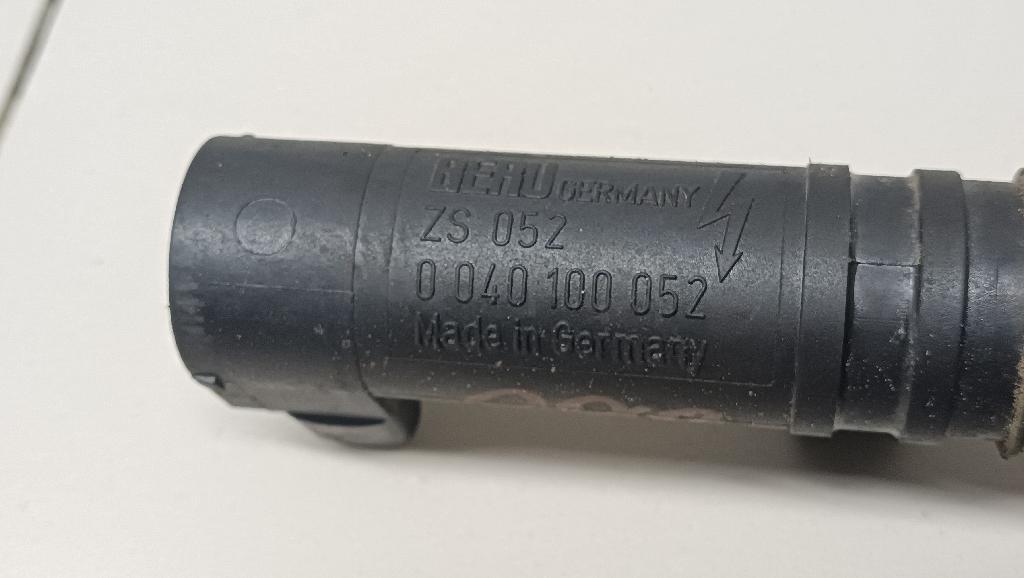 BERU GERMANY
ZS 052
0 040 100 052
Made in Germany